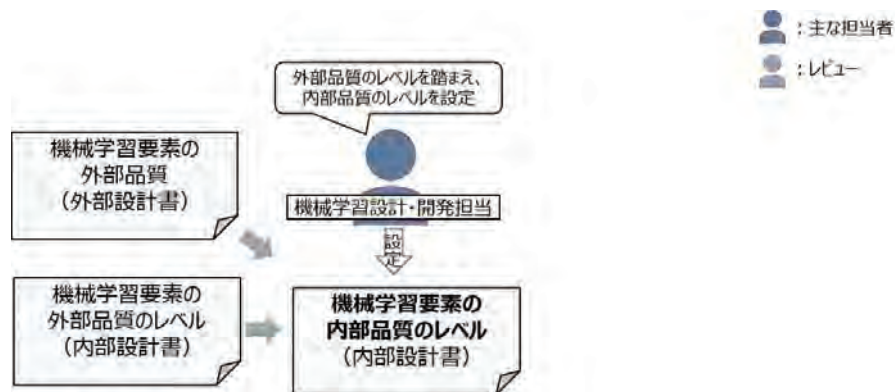 ：主な担当者
：レビュー
外部品質のレベルを踏まえ、
内部品質のレベルを設定
機械学習要素の
外部品質
（外部設計書）
機械学習設計・開発担当
設定
機械学習要素の
外部品質のレベル
（内部設計書）
機械学習要素の
内部品質のレベル
（内部設計書）